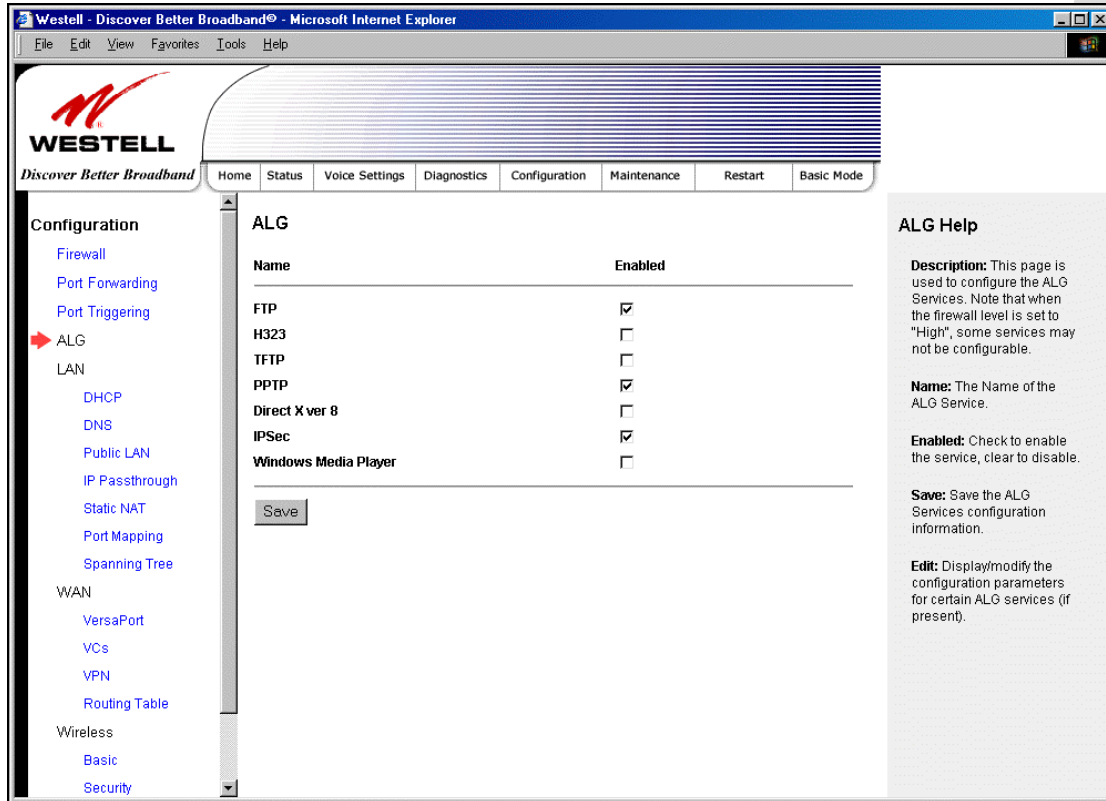 Westell - Discover Better Broadband® - Microsoft Internet Explorer
File Edit View Favorites Tools Help
WESTELL
Discover Better Broadband
Home Status Voice Settings Diagnostics Configuration Maintenance Restart Basic Mode
Configuration
Firewall
Port Forwarding
Port Triggering
ALG
LAN
DHCP
DNS
Public LAN
IP Passthrough
Static NAT
Port Mapping
Spanning Tree
WAN
VersaPort
VCs
VPN
Routing Table
Wireless
Basic
Security
ALG
Name Enabled
FTP
H323
TFTP
PPTP
Direct X ver 8
IPSec
Windows Media Player
Save
ALG Help
Description: This page is
used to configure the ALG
Services. Note that when
the firewall level is set to
"High", some services may
not be configurable.
Name: The Name of the
ALG Service.
Enabled: Check to enable
the service, clear to disable.
Save: Save the ALG
Services configuration
information.
Edit: Display/modify the
configuration parameters
for certain ALG services (if
present).